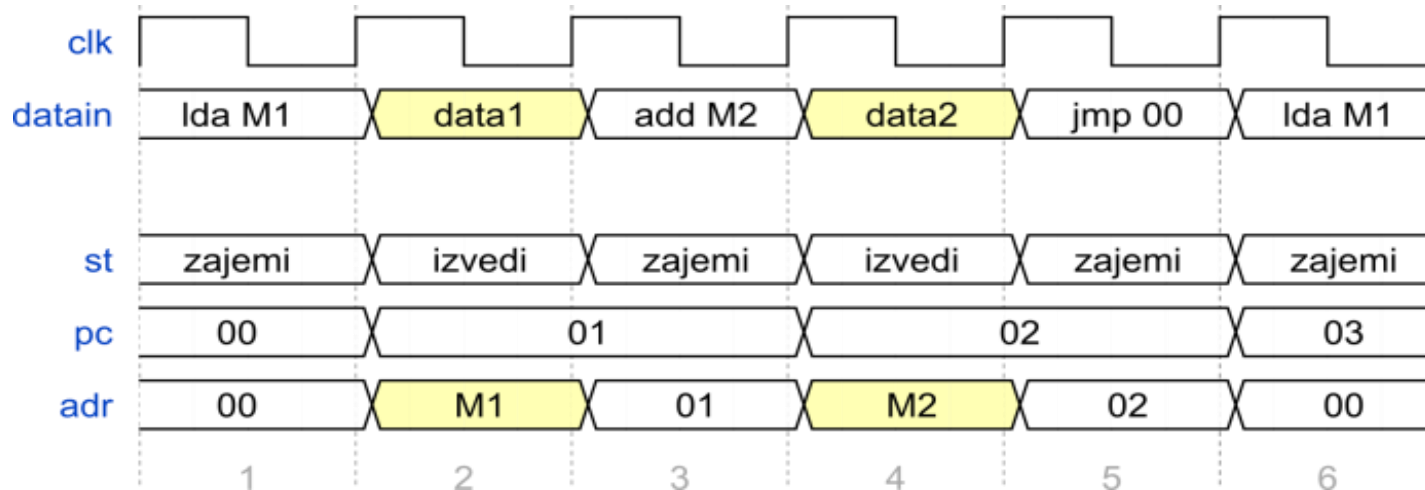 clk
datain lda M1 data1 add M2 data2 jmp 00 lda M1
st zajemi izvedi zajemi izvedi zajemi zajemi
pc 00 01 02 03
adr 00 M1 01 M2 02 00
1 2 3 4 5 6